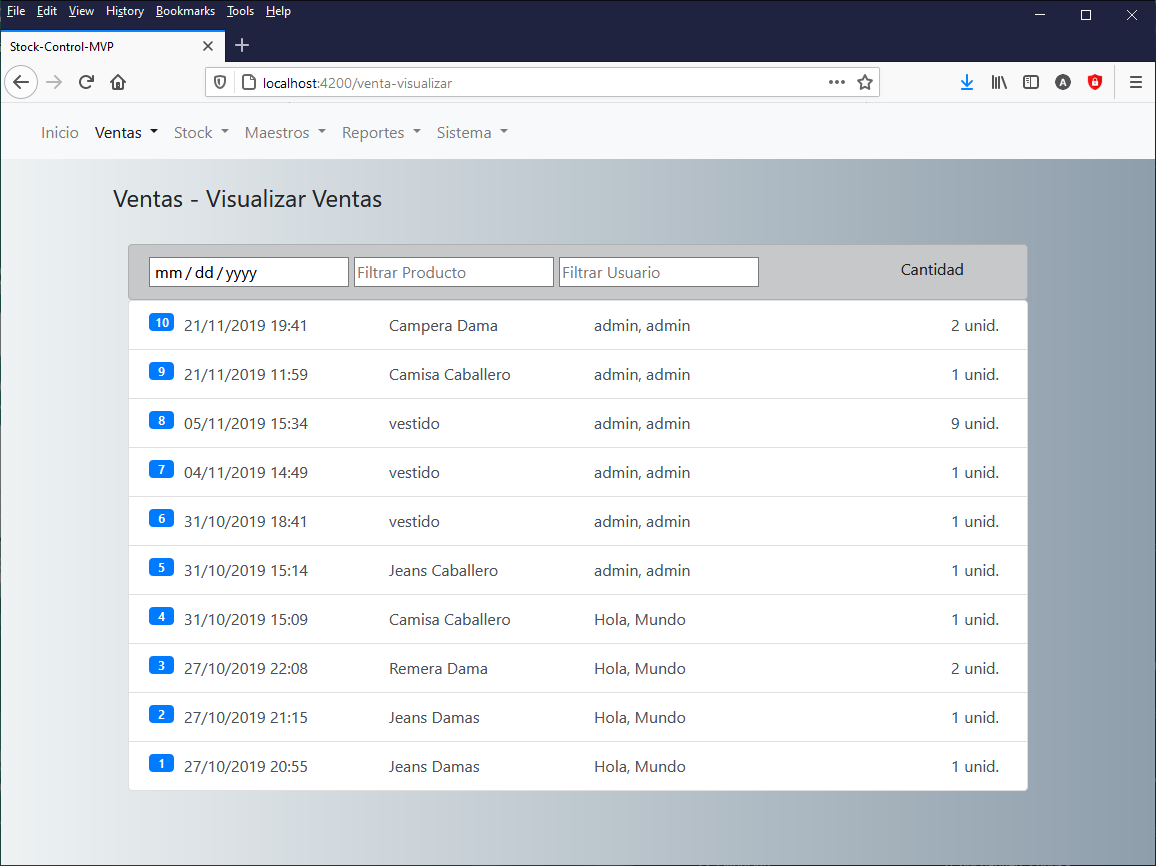 File Edit View History Bookmarks Tools Help
Stock-Control-MVP
localhost:4200/venta-visualizar
A
Inicio Ventas Stock Maestros Reportes Sistema
Ventas - Visualizar Ventas
mm / dd / yyyy Filtrar Producto Filtrar Usuario Cantidad
10 21/11/2019 19:41 Campera Dama admin, admin 2 unid.
9 21/11/2019 11:59 Camisa Caballero admin, admin 1 unid.
8 05/11/2019 15:34 vestido admin, admin 9 unid.
7 04/11/2019 14:49 vestido admin, admin 1 unid.
6 31/10/2019 18:41 vestido admin, admin 1 unid.
5 31/10/2019 15:14 Jeans Caballero admin, admin 1 unid.
4 31/10/2019 15:09 Camisa Caballero Hola, Mundo 1 unid.
3 27/10/2019 22:08 Remera Dama Hola, Mundo 2 unid.
2 27/10/2019 21:15 Jeans Damas Hola, Mundo 1 unid.
1 27/10/2019 20:55 Jeans Damas Hola, Mundo 1 unid.